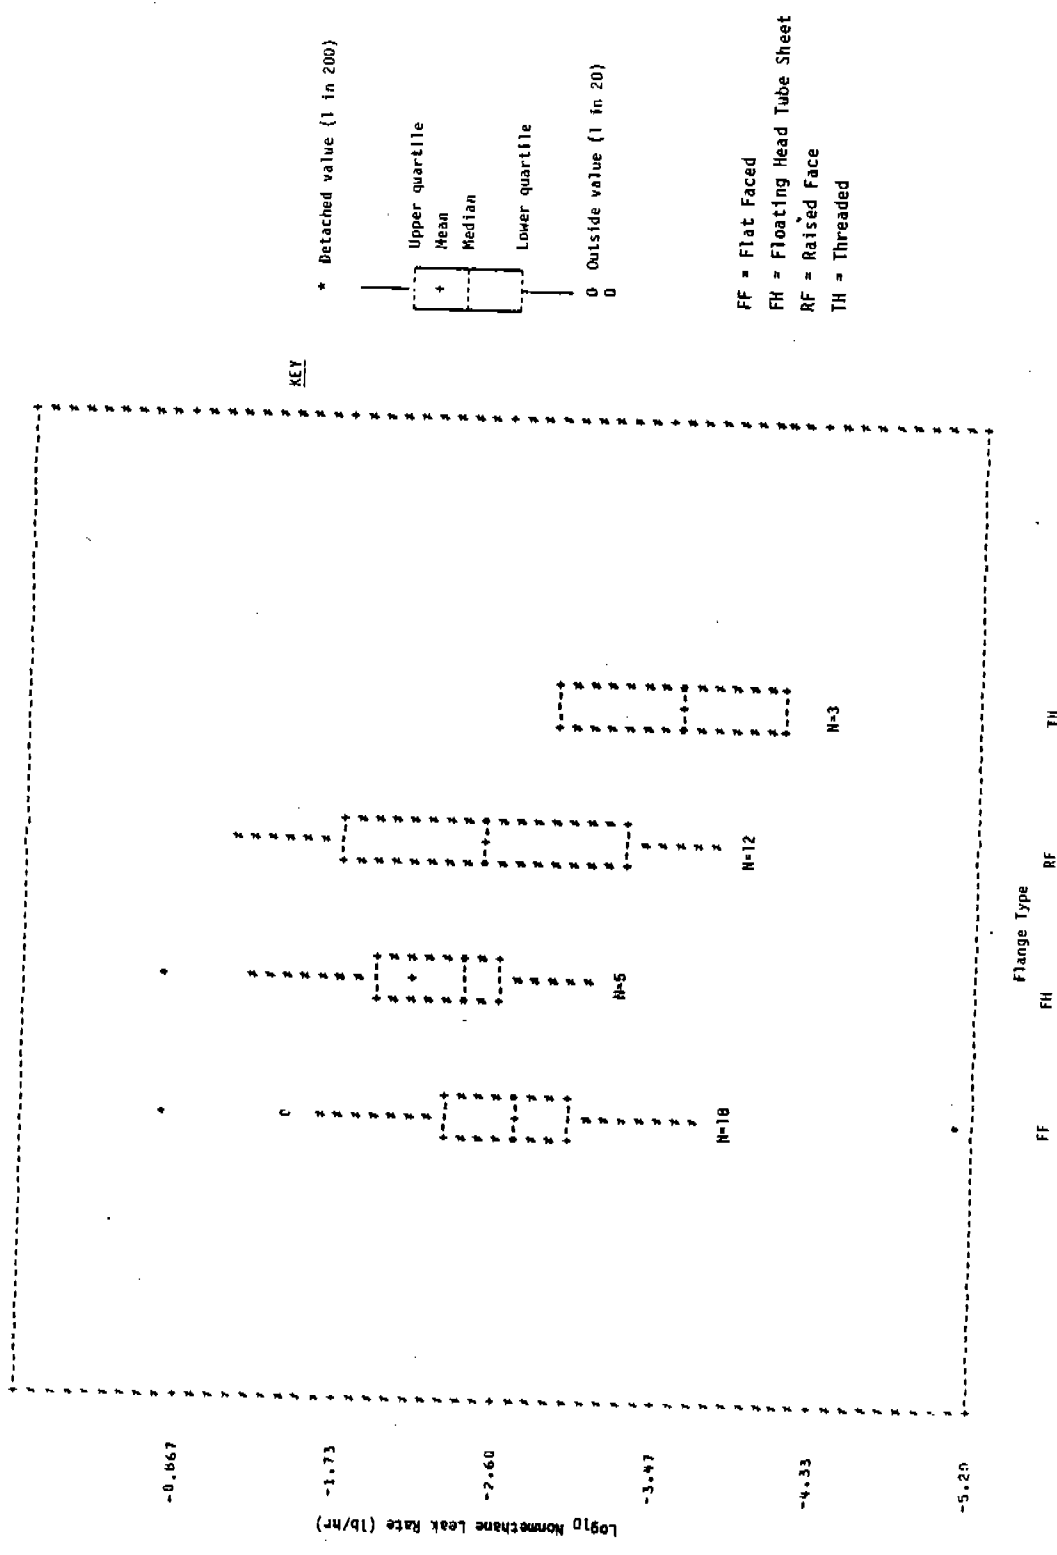 -0.867
-1.73
-2.60
-3.47
-4.33
-5.20
Log10 Nonmethane Leak Rate (lb/hr)
N=18
N=5
N=12
N=3
FF
FH
RF
TH
Flange Type
KEY
* Detached value (1 in 200)
Upper quartile
+ Mean
Median
Lower quartile
0 Outside value (1 in 20)
0
FF = Flat Faced
FH = Floating Head Tube Sheet
RF = Raised Face
TH = Threaded